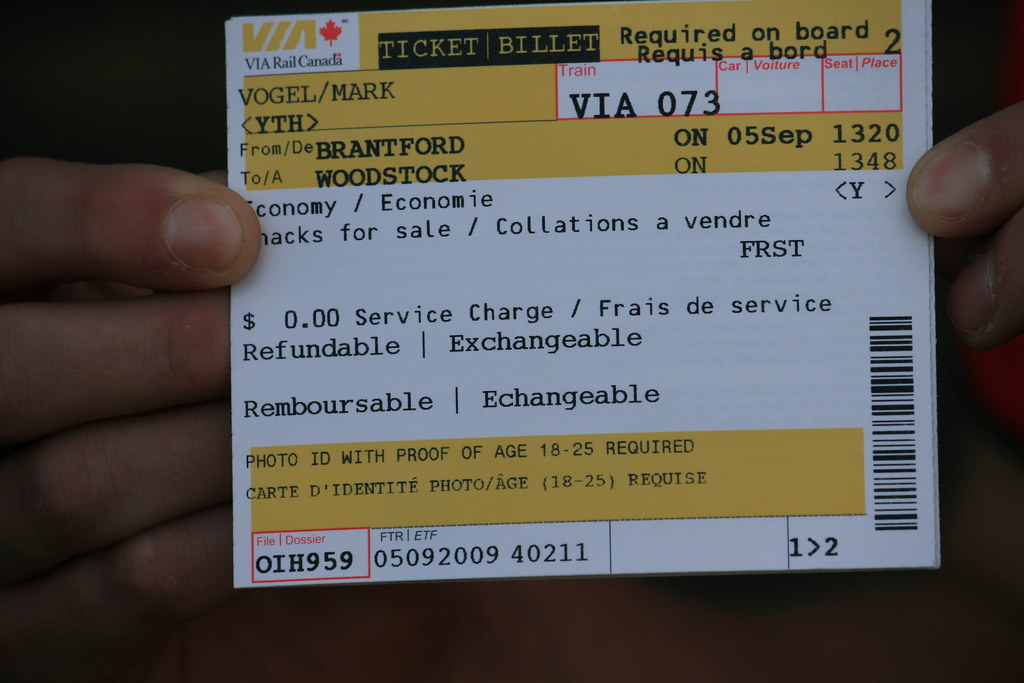 VIA
VIA Rail Canada
TICKET | BILLET
Required on board 2
Requis a bord
Train
Car | Voiture
Seat | Place
VOGEL/MARK
VIA 073
<YTH>
From/De BRANTFORD ON 05Sep 1320
To/A WOODSTOCK ON 1348
conomy / Economie <Y >
nacks for sale / Collations a vendre
FRST
$ 0.00 Service Charge / Frais de service
Refundable | Exchangeable
Remboursable | Echangeable
PHOTO ID WITH PROOF OF AGE 18-25 REQUIRED
CARTE D'IDENTITÉ PHOTO/ÂGE (18-25) REQUISE
File | Dossier
FTR | ETF
OIH959 05092009 40211 1>2